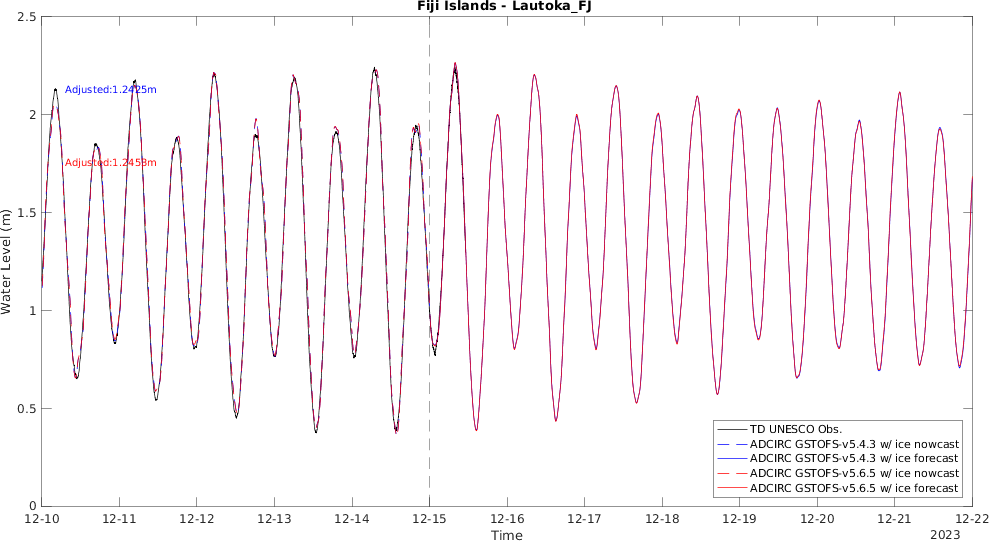 Fiji Islands - Lautoka_FJ
2.5
2
1.5
1
0.5
0
Water Level (m)
Adjusted:1.2425m
Adjusted:1.2453m
TD UNESCO Obs.
ADCIRC GSTOFS-v5.4.3 w/ ice nowcast
ADCIRC GSTOFS-v5.4.3 w/ ice forecast
ADCIRC GSTOFS-v5.6.5 w/ ice nowcast
ADCIRC GSTOFS-v5.6.5 w/ ice forecast
12-10 12-11 12-12 12-13 12-14 12-15 12-16 12-17 12-18 12-19 12-20 12-21 12-22
Time
2023